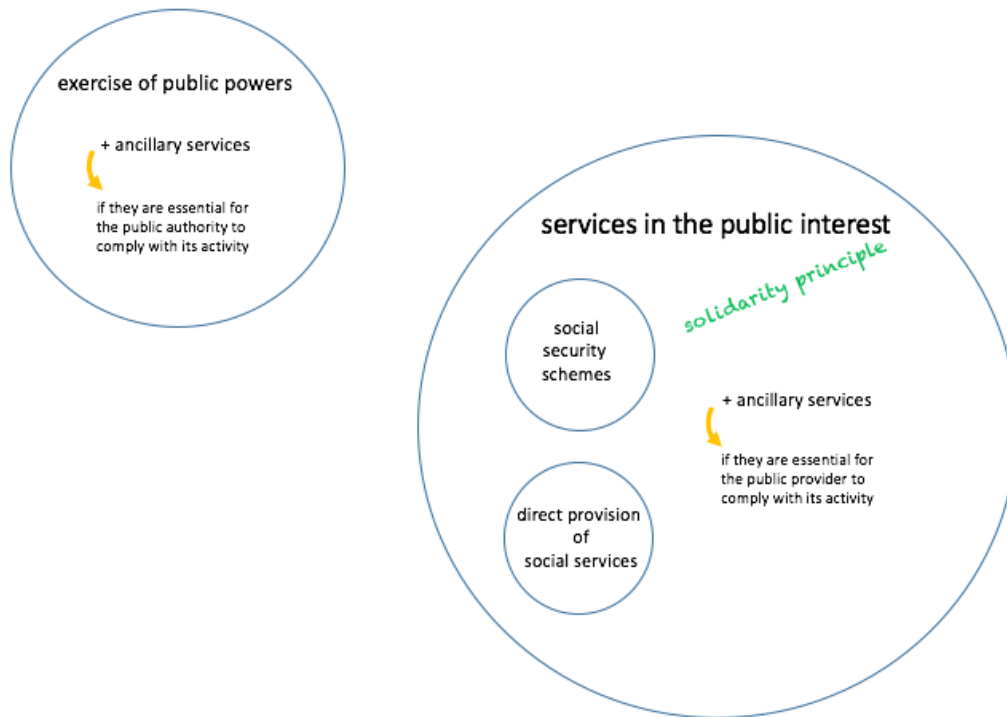 exercise of public powers
+ ancillary services
if they are essential for
the public authority to
comply with its activity
services in the public interest
solidarity principle
social
security
schemes
+ ancillary services
if they are essential for
the public provider to
comply with its activity
direct provision
of
social services